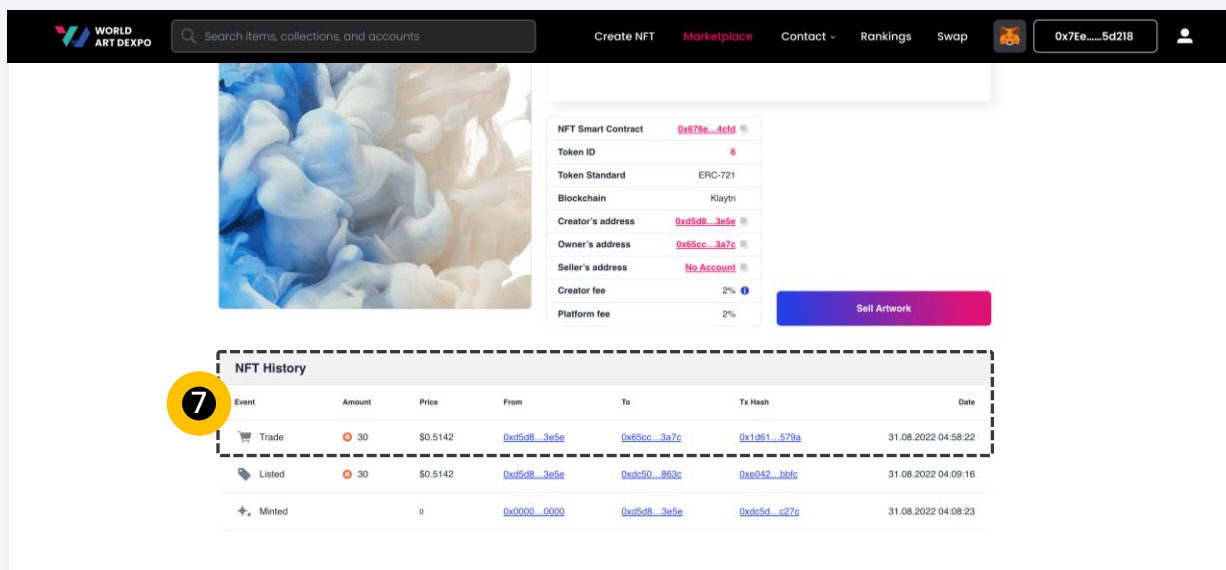 WORLD
ART DEXPO
Search items, collections, and accounts
Create NFT Marketplace Contact Rankings Swap 0x7Ee......5d218
NFT Smart Contract 0x676e...4cfd
Token ID 6
Token Standard ERC-721
Blockchain Klaytn
Creator's address 0xd5d8...3e5e
Owner's address 0x65cc...3a7c
Seller's address No Account
Creator fee 2%
Platform fee 2%
Sell Artwork
NFT History
7
Event Amount Price From To Tx Hash Date
Trade 30 $0.5142 0xd5d8...3e5e 0x65cc...3a7c 0x1d61...579a 31.08.2022 04:58:22
Listed 30 $0.5142 0xd5d8...3e5e 0xdc50...863c 0xe042...bbfc 31.08.2022 04:09:16
Minted 0 0x0000...0000 0xd5d8...3e5e 0xdc5d...c27c 31.08.2022 04:08:23